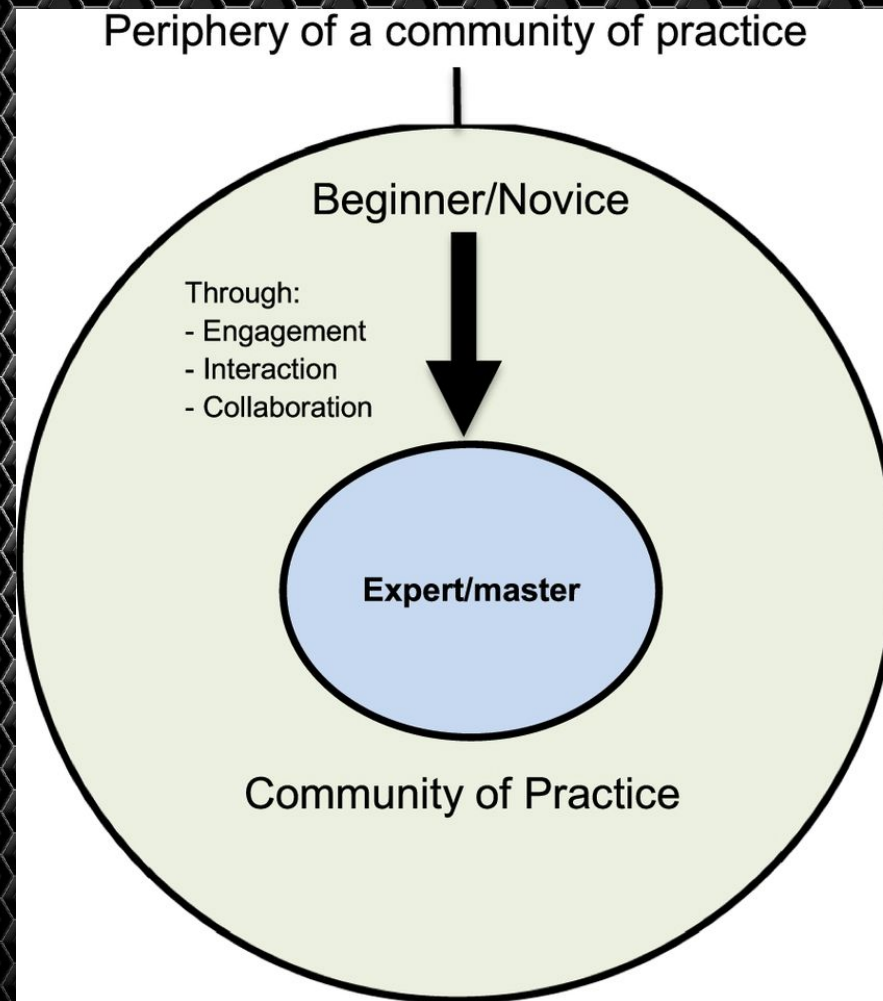 Periphery of a community of practice
Beginner/Novice
Through:
- Engagement
- Interaction
- Collaboration
Expert/master
Community of Practice